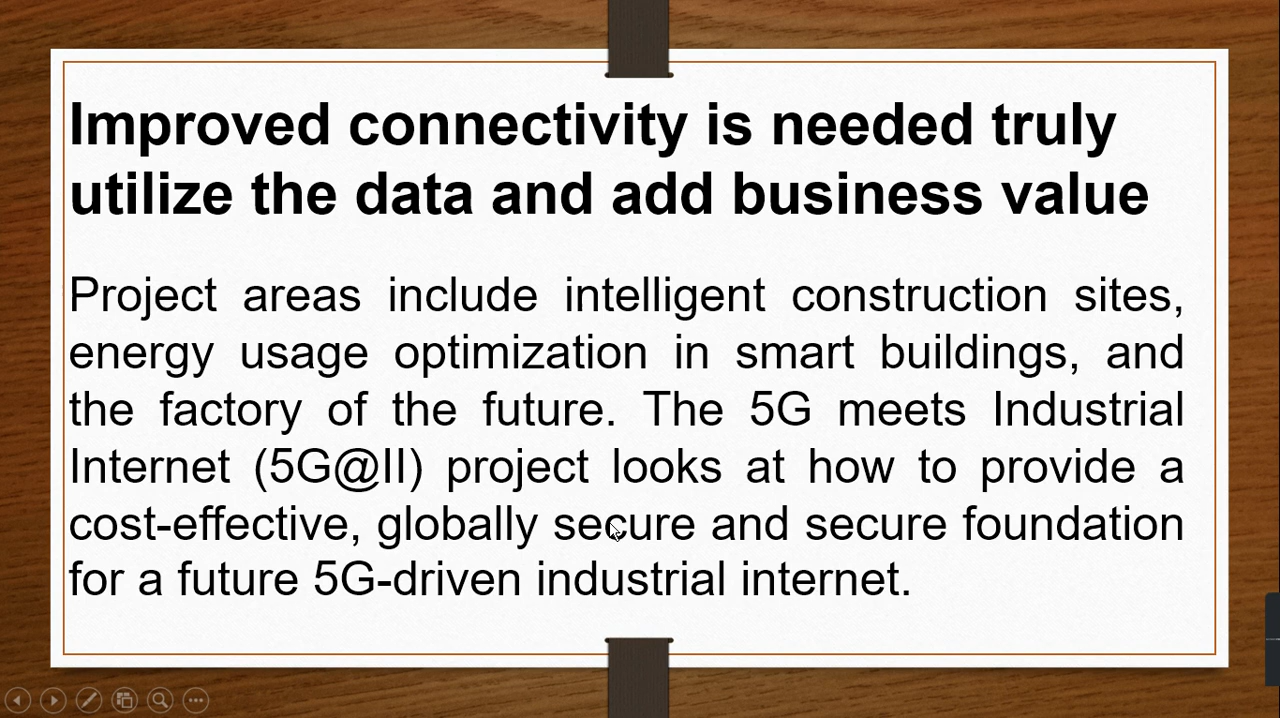 Improved connectivity is needed truly
utilize the data and add business value
Project areas include intelligent construction sites,
energy usage optimization in smart buildings, and
the factory of the future. The 5G meets Industrial
Internet (5G@II) project looks at how to provide a
cost-effective, globally secure and secure foundation
for a future 5G-driven industrial internet.